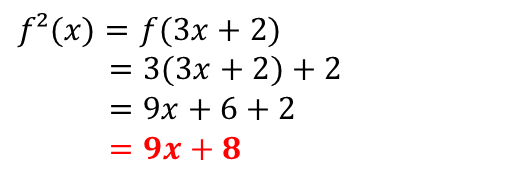 f²(x) = f(3x + 2)
= 3(3x + 2) + 2
= 9x + 6 + 2
= 9x + 8